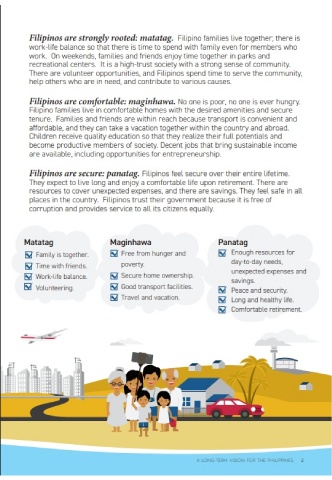 Filipinos are strongly rooted: matatag. Filipino families live together; there is
work-life balance so that there is time to spend with family even for members who
work. On weekends, families and friends enjoy time together in parks and
recreational centers. It is a high-trust society with a strong sense of community.
There are volunteer opportunities, and Filipinos spend time to serve the community,
help others who are in need, and contribute to various causes.
Filipinos are comfortable: maginhawa. No one is poor, no one is ever hungry.
Filipino families live in comfortable homes with the desired amenities and secure
tenure. Families and friends are within reach because transport is convenient and
affordable, and they can take a vacation together within the country and abroad.
Children receive quality education so that they realize their full potentials and
become productive members of society. Decent jobs that bring sustainable income
are available, including opportunities for entrepreneurship.
Filipinos are secure: panatag. Filipinos feel secure over their entire lifetime.
They expect to live long and enjoy a comfortable life upon retirement. There are
resources to cover unexpected expenses, and there are savings. They feel safe in all
places in the country. Filipinos trust their government because it is free of
corruption and provides service to all its citizens equally.
Matatag
Family is together.
Time with friends.
Work-life balance.
Volunteering.
Maginhawa
Free from hunger and
poverty.
Secure home ownership.
Good transport facilities.
Travel and vacation.
Panatag
Enough resources for
day-to-day needs,
unexpected expenses and
savings.
Peace and security.
Long and healthy life.
Comfortable retirement.
A LONG TERM VISION FOR THE PHILIPPINES 2